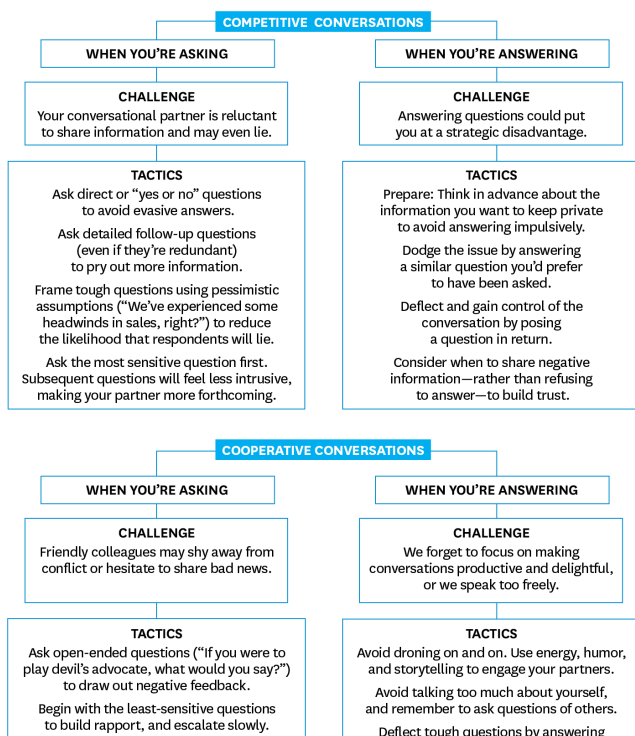 COMPETITIVE CONVERSATIONS
WHEN YOU'RE ASKING
CHALLENGE
Your conversational partner is reluctant
to share information and may even lie.
TACTICS
Ask direct or “yes or no” questions
to avoid evasive answers.
Ask detailed follow-up questions
(even if they're redundant)
to pry out more information.
Frame tough questions using pessimistic
assumptions (“We've experienced some
headwinds in sales, right?”) to reduce
the likelihood that respondents will lie.
Ask the most sensitive question first.
Subsequent questions will feel less intrusive,
making your partner more forthcoming.
WHEN YOU'RE ANSWERING
CHALLENGE
Answering questions could put
you at a strategic disadvantage.
TACTICS
Prepare: Think in advance about the
information you want to keep private
to avoid answering impulsively.
Dodge the issue by answering
a similar question you'd prefer
to have been asked.
Deflect and gain control of the
conversation by posing
a question in return.
Consider when to share negative
information—rather than refusing
to answer—to build trust.
COOPERATIVE CONVERSATIONS
WHEN YOU'RE ASKING
CHALLENGE
Friendly colleagues may shy away from
conflict or hesitate to share bad news.
TACTICS
Ask open-ended questions (“If you were to
play devil's advocate, what would you say?”)
to draw out negative feedback.
Begin with the least-sensitive questions
to build rapport, and escalate slowly.
WHEN YOU'RE ANSWERING
CHALLENGE
We forget to focus on making
conversations productive and delightful,
or we speak too freely.
TACTICS
Avoid droning on and on. Use energy, humor,
and storytelling to engage your partners.
Avoid talking too much about yourself,
and remember to ask questions of others.
Deflect tough questions by answering